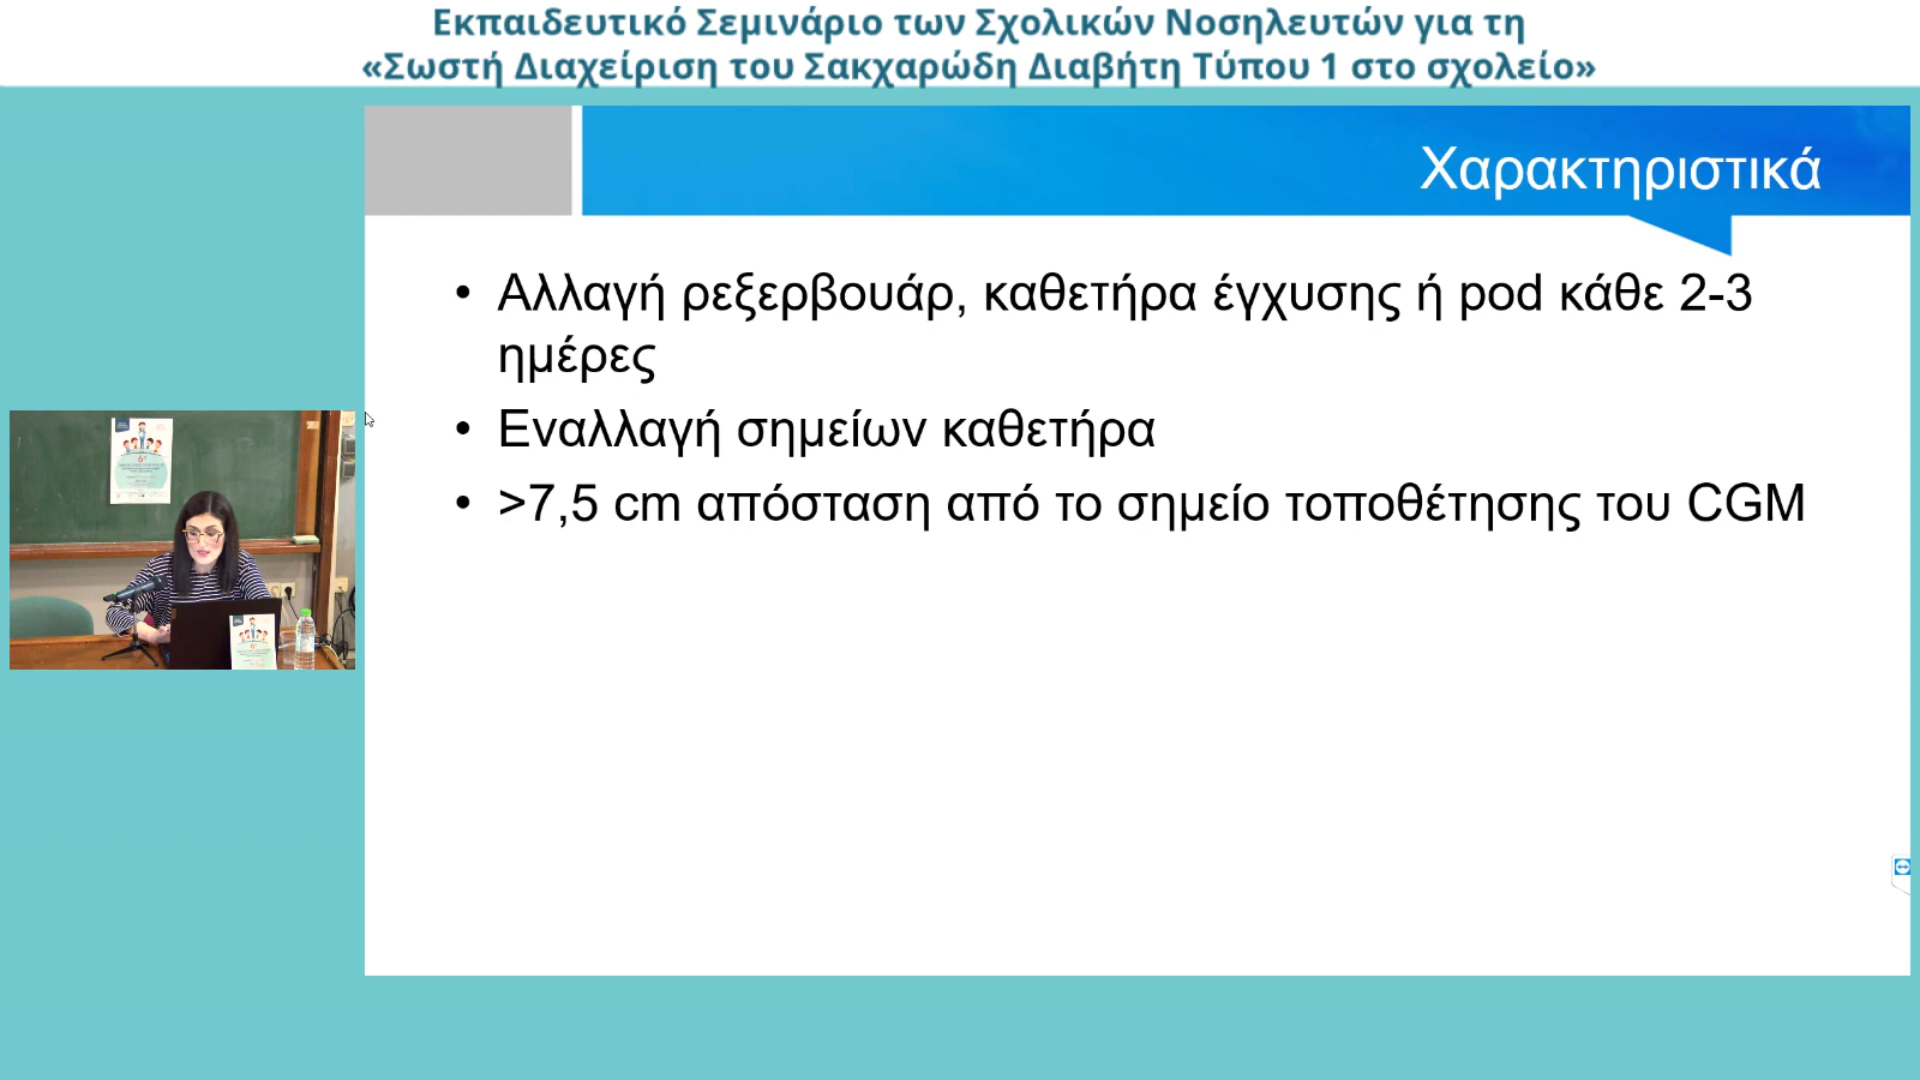 Εκπαιδευτικό Σεμινάριο των Σχολικών Νοσηλευτών για τη
«Σωστή Διαχείριση του Σακχαρώδη Διαβήτη Τύπου 1 στο σχολείο»
Χαρακτηριστικά
• Αλλαγή ρεζερβουάρ, καθετήρα έγχυσης ή pod κάθε 2-3
ημέρες
• Εναλλαγή σημείων καθετήρα
• >7,5 cm απόσταση από το σημείο τοποθέτησης του CGM